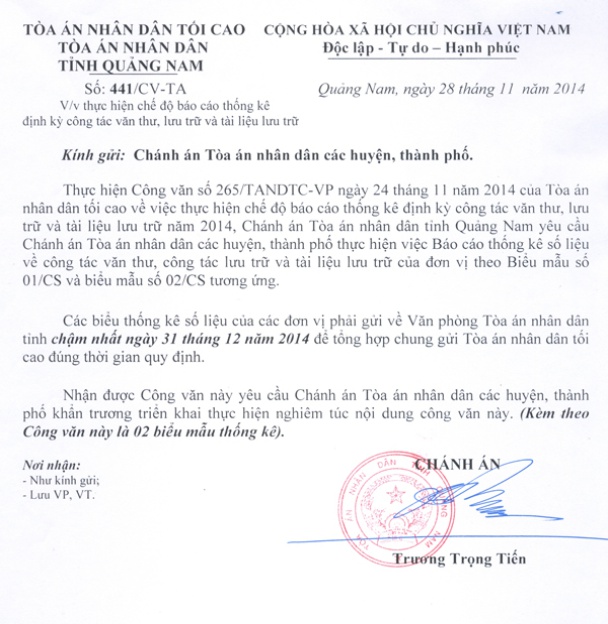 TÒA ÁN NHÂN DÂN TỐI CAO
TÒA ÁN NHÂN DÂN
TỈNH QUẢNG NAM
Số: 441/CV-TA
V/v thực hiện chế độ báo cáo thống kê
định kỳ công tác văn thư, lưu trữ và tài liệu lưu trữ
CỘNG HÒA XÃ HỘI CHỦ NGHĨA VIỆT NAM
Độc lập - Tự do – Hạnh phúc
Quảng Nam, ngày 28 tháng 11 năm 2014
Kính gửi: Chánh án Tòa án nhân dân các huyện, thành phố.
Thực hiện Công văn số 265/TANDTC-VP ngày 24 tháng 11 năm 2014 của Tòa án
nhân dân tối cao về việc thực hiện chế độ báo cáo thống kê định kỳ công tác văn thư, lưu
trữ và tài liệu lưu trữ năm 2014, Chánh án Tòa án nhân dân tỉnh Quảng Nam yêu cầu
Chánh án Tòa án nhân dân các huyện, thành phố thực hiện việc Báo cáo thống kê số liệu
về công tác văn thư, công tác lưu trữ và tài liệu lưu trữ của đơn vị theo Biểu mẫu số
01/CS và biểu mẫu số 02/CS tương ứng.
Các biểu thống kê số liệu của các đơn vị phải gửi về Văn phòng Tòa án nhân dân
tỉnh chậm nhất ngày 31 tháng 12 năm 2014 để tổng hợp chung gửi Tòa án nhân dân tối
cao đúng thời gian quy định.
Nhận được Công văn này yêu cầu Chánh án Tòa án nhân dân các huyện, thành
phố khẩn trương triển khai thực hiện nghiêm túc nội dung công văn này. (Kèm theo
Công văn này là 02 biểu mẫu thống kê).
Nơi nhận:
- Như kính gửi;
- Lưu VP, VT.
CHÁNH ÁN
Trương Trọng Tiến